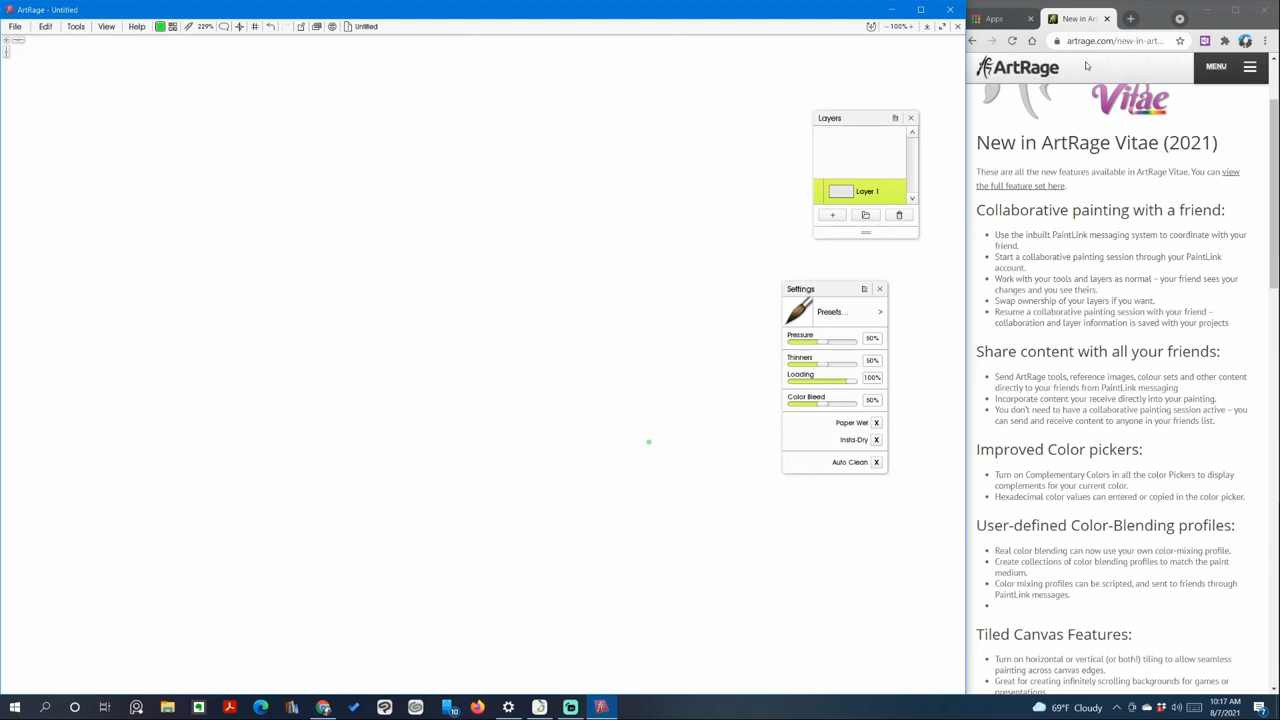 ArtRage - Untitled
File Edit Tools View Help 229% Untitled 100%
Layers
Layer 1
Settings
Presets... >
Pressure 50%
Thinners 50%
Loading 100%
Color Bleed 50%
Paper Wet X
Insta-Dry X
Auto Clean X
Apps New in Ar
artrage.com/new-in-art...
ArtRage MENU
Vitae
New in ArtRage Vitae (2021)
These are all the new features available in ArtRage Vitae. You can view
the full feature set here.
Collaborative painting with a friend:
Use the inbuilt PaintLink messaging system to coordinate with your
friend.
Start a collaborative painting session through your PaintLink
account.
Work with your tools and layers as normal – your friend sees your
changes and you see theirs.
Swap ownership of your layers if you want.
Resume a collaborative painting session with your friend –
collaboration and layer information is saved with your projects
Share content with all your friends:
Send ArtRage tools, reference images, colour sets and other content
directly to your friends from PaintLink messaging
Incorporate content your receive directly into your painting.
You don't need to have a collaborative painting session active – you
can send and receive content to anyone in your friends list.
Improved Color pickers:
Turn on Complementary Colors in all the color Pickers to display
complements for your current color.
Hexadecimal color values can entered or copied in the color picker.
User-defined Color-Blending profiles:
Real color blending can now use your own color-mixing profile.
Create collections of color blending profiles to match the paint
medium.
Color mixing profiles can be scripted, and sent to friends through
PaintLink messages.
Tiled Canvas Features:
Turn on horizontal or vertical (or both!) tiling to allow seamless
painting across canvas edges.
Great for creating infinitely scrolling backgrounds for games or
presentations.
69°F Cloudy
10:17 AM
8/7/2021